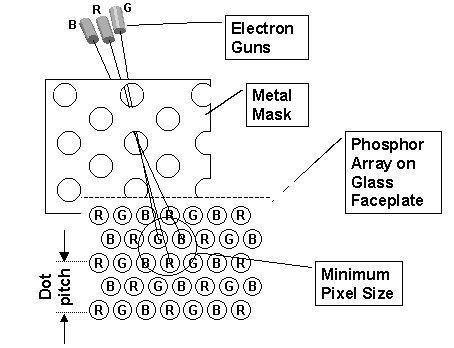 B R G
Electron
Guns
Metal
Mask
Phosphor
Array on
Glass
Faceplate
R G B R G B R
B R G B R G B
R G B R G B R
B R G B R G B
R G B R G B R
Dot
pitch
Minimum
Pixel Size